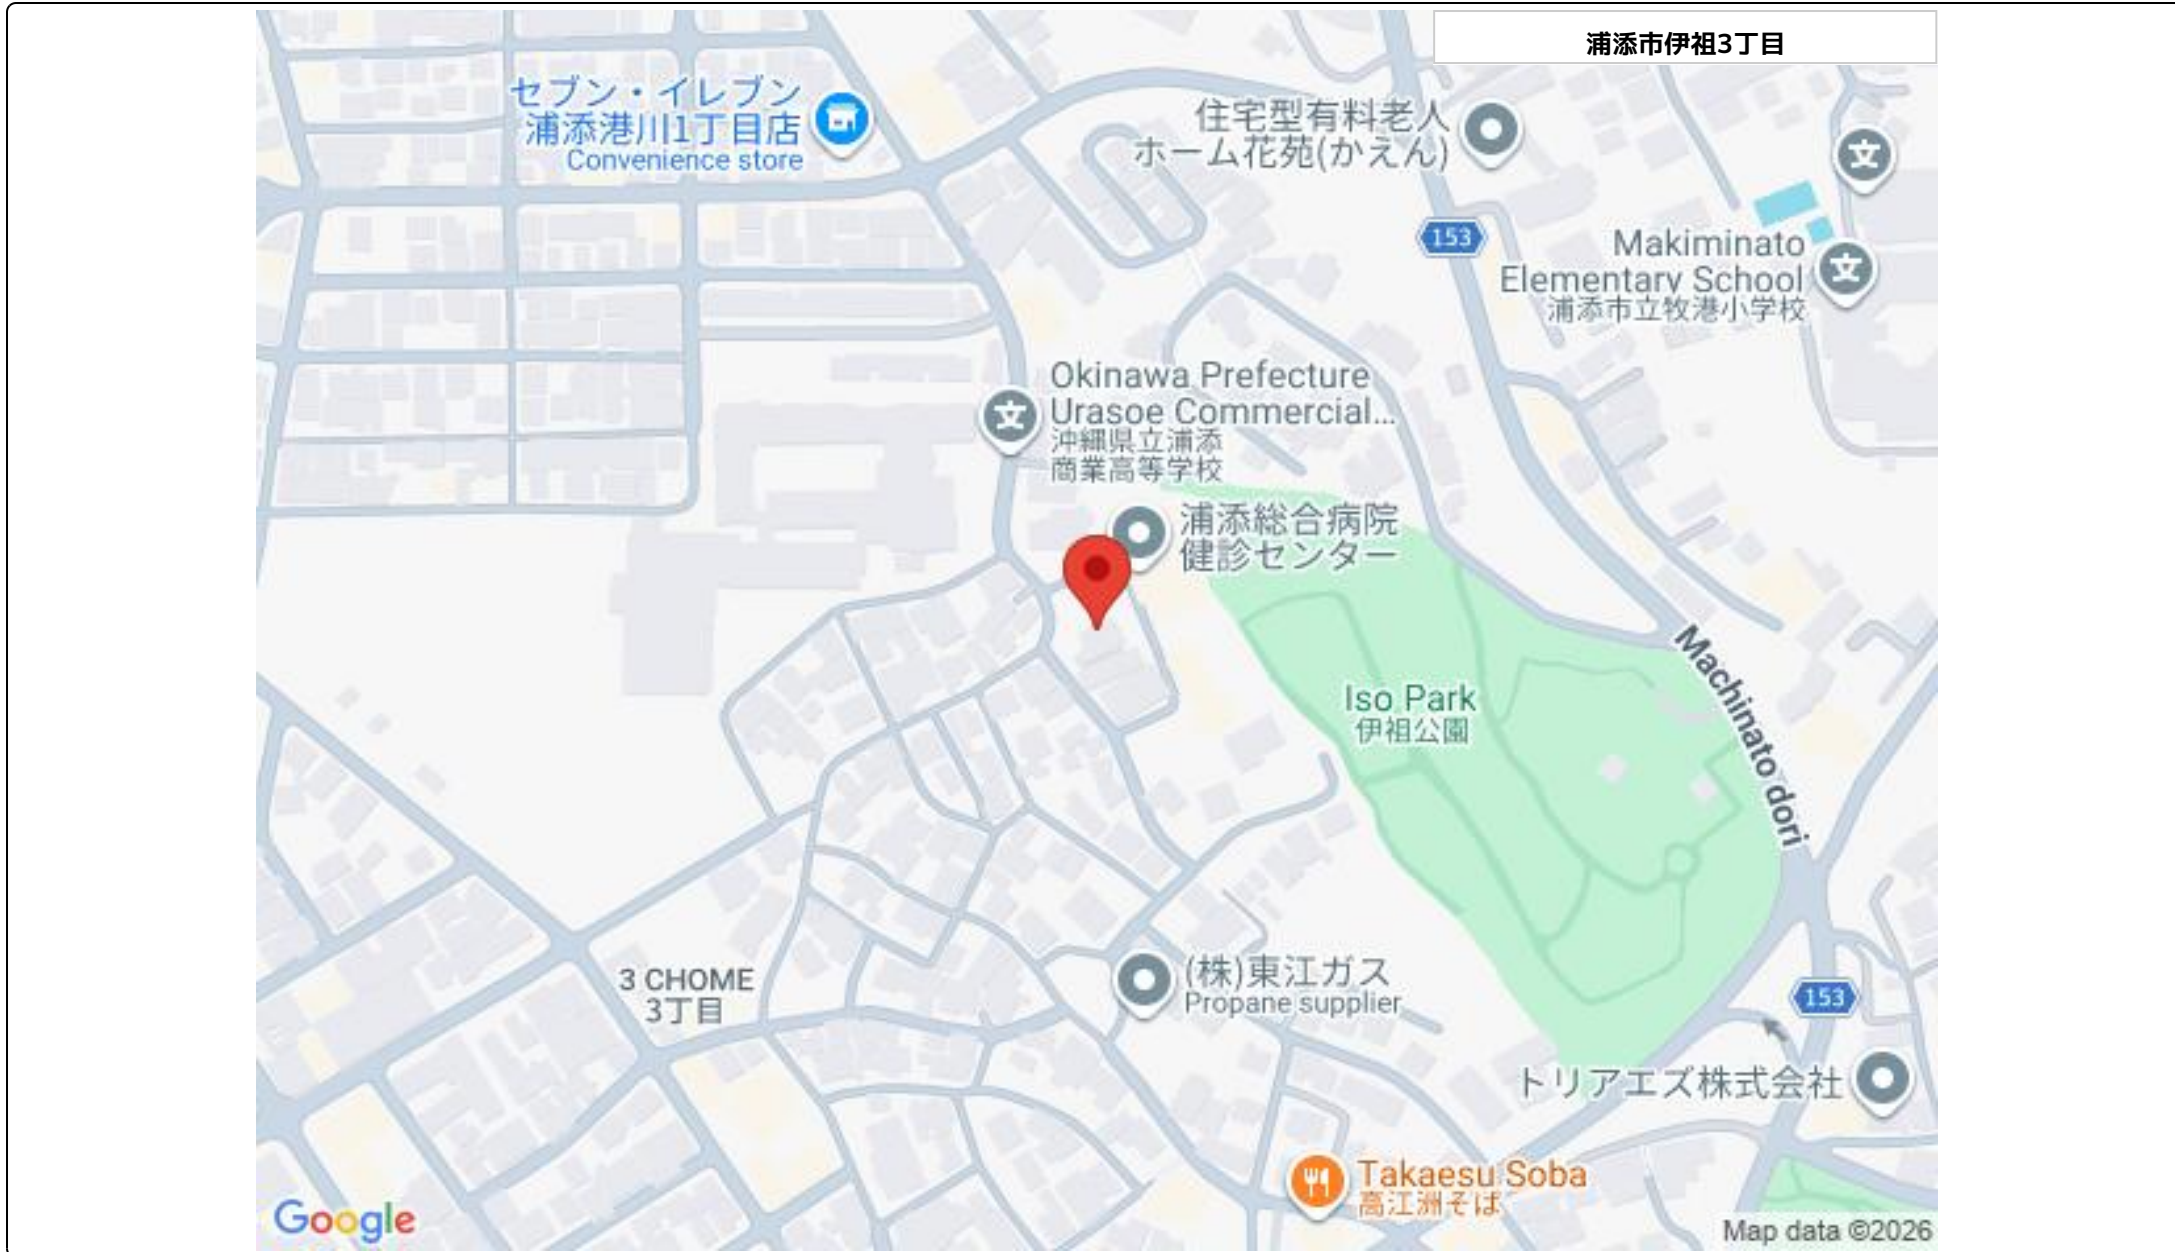 浦添市伊祖3丁目
セブン・イレブン
浦添港川1丁目店
Convenience store
住宅型有料老人
ホーム花苑(かえん)
153
Makiminato
Elementary School
浦添市立牧港小学校
Okinawa Prefecture
Urasoe Commercial...
沖縄県立浦添
商業高等学校
浦添総合病院
健診センター
Machinato dori
Iso Park
伊祖公園
3 CHOME
3丁目
(株)東江ガス
Propane supplier
153
トリアエズ株式会社
Takaesu Soba
高江洲そば
Google
Map data ©2026